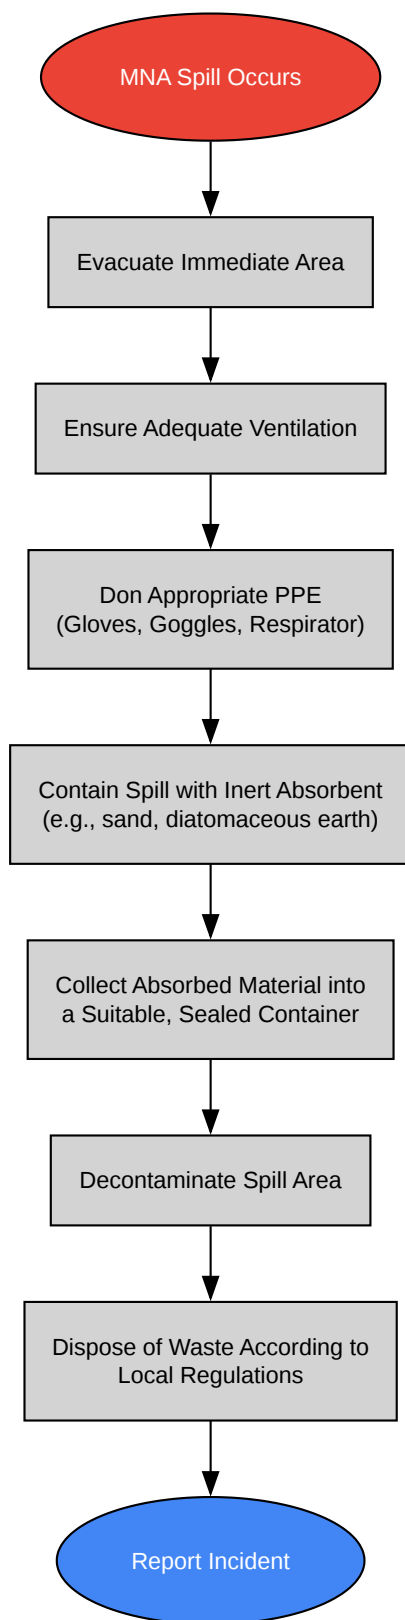 MNA Spill Occurs
Evacuate Immediate Area
Ensure Adequate Ventilation
Don Appropriate PPE
(Gloves, Goggles, Respirator)
Contain Spill with Inert Absorbent
(e.g., sand, diatomaceous earth)
Collect Absorbed Material into
a Suitable, Sealed Container
Decontaminate Spill Area
Dispose of Waste According to
Local Regulations
Report Incident